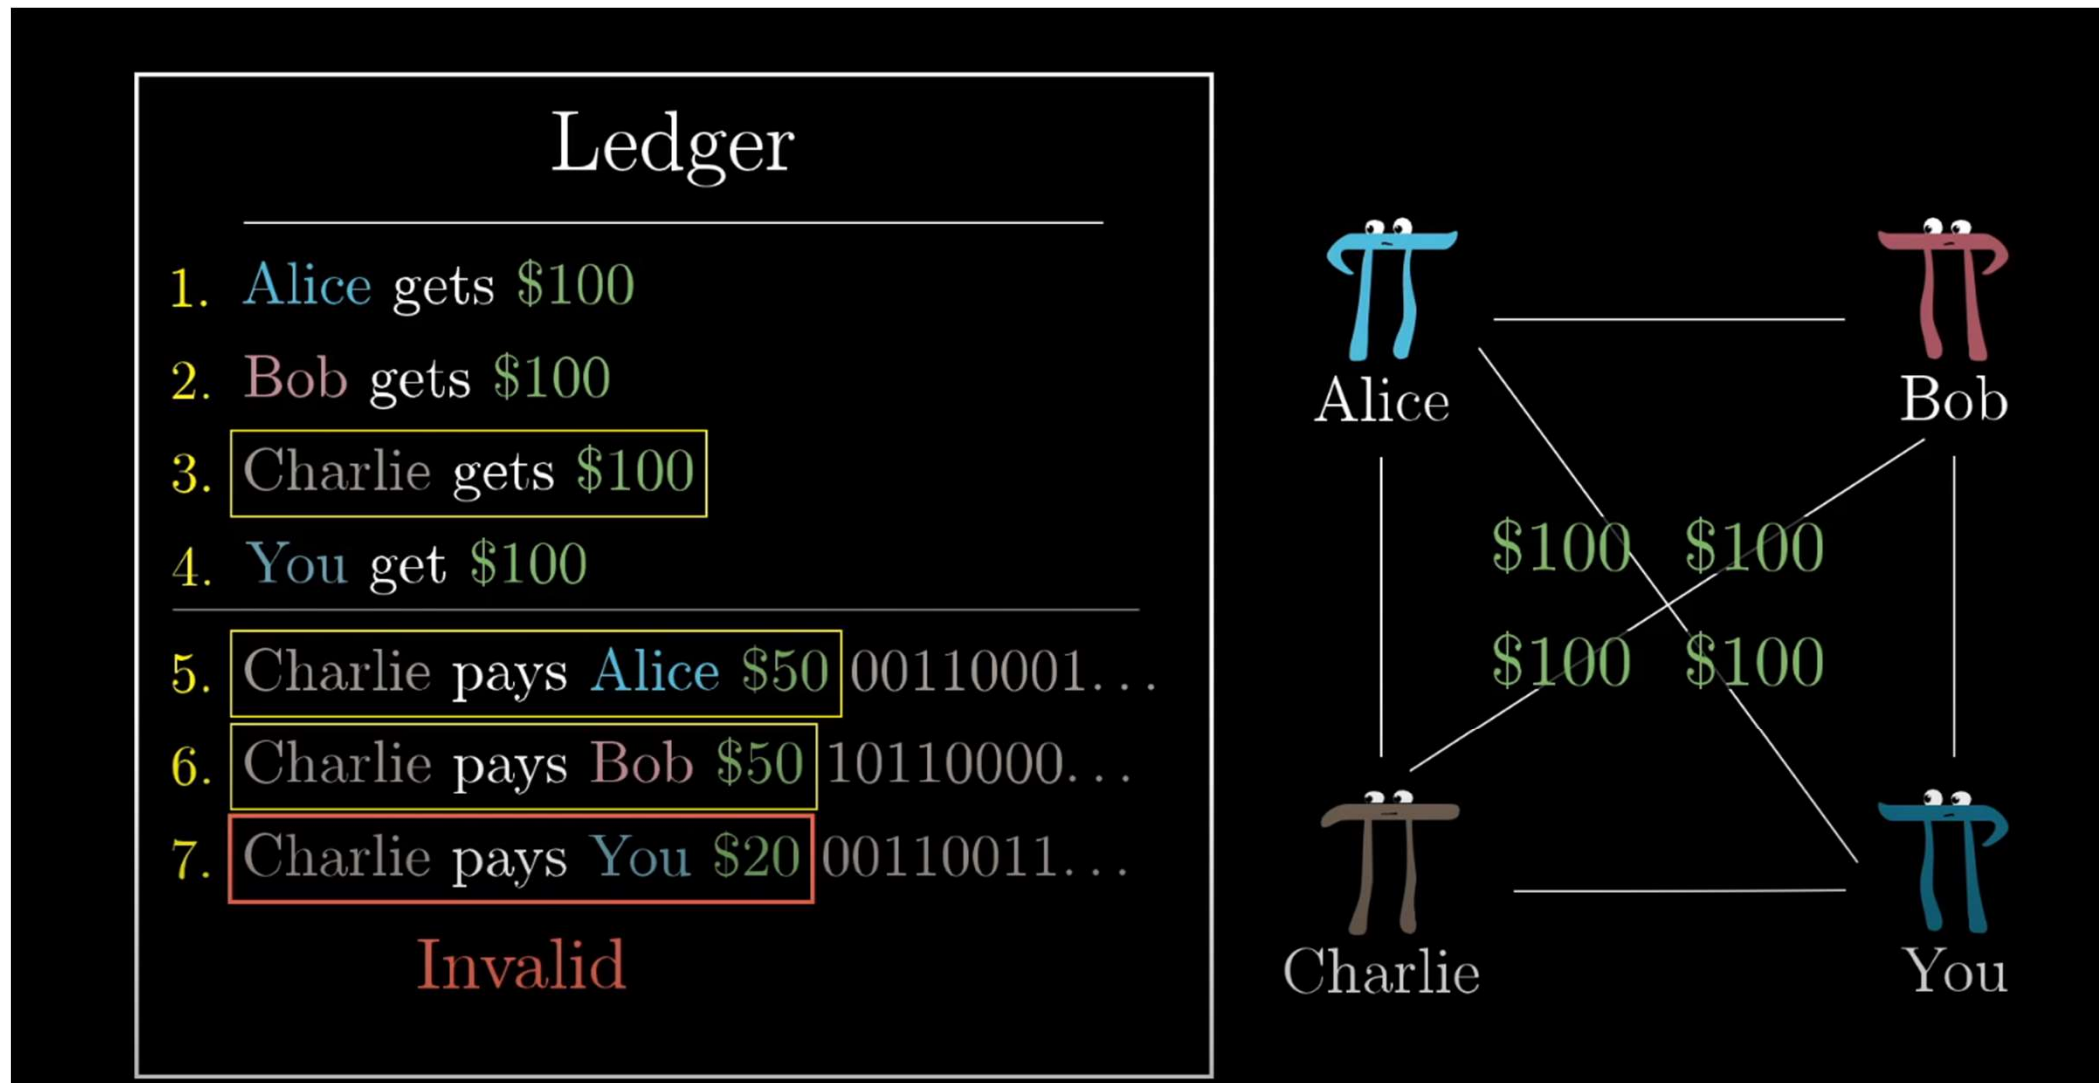 Ledger
1. Alice gets $100
2. Bob gets $100
3. Charlie gets $100
4. You get $100
5. Charlie pays Alice $50 00110001...
6. Charlie pays Bob $50 10110000...
7. Charlie pays You $20 00110011...
Invalid
Alice Bob
$100 $100
$100 $100
Charlie You